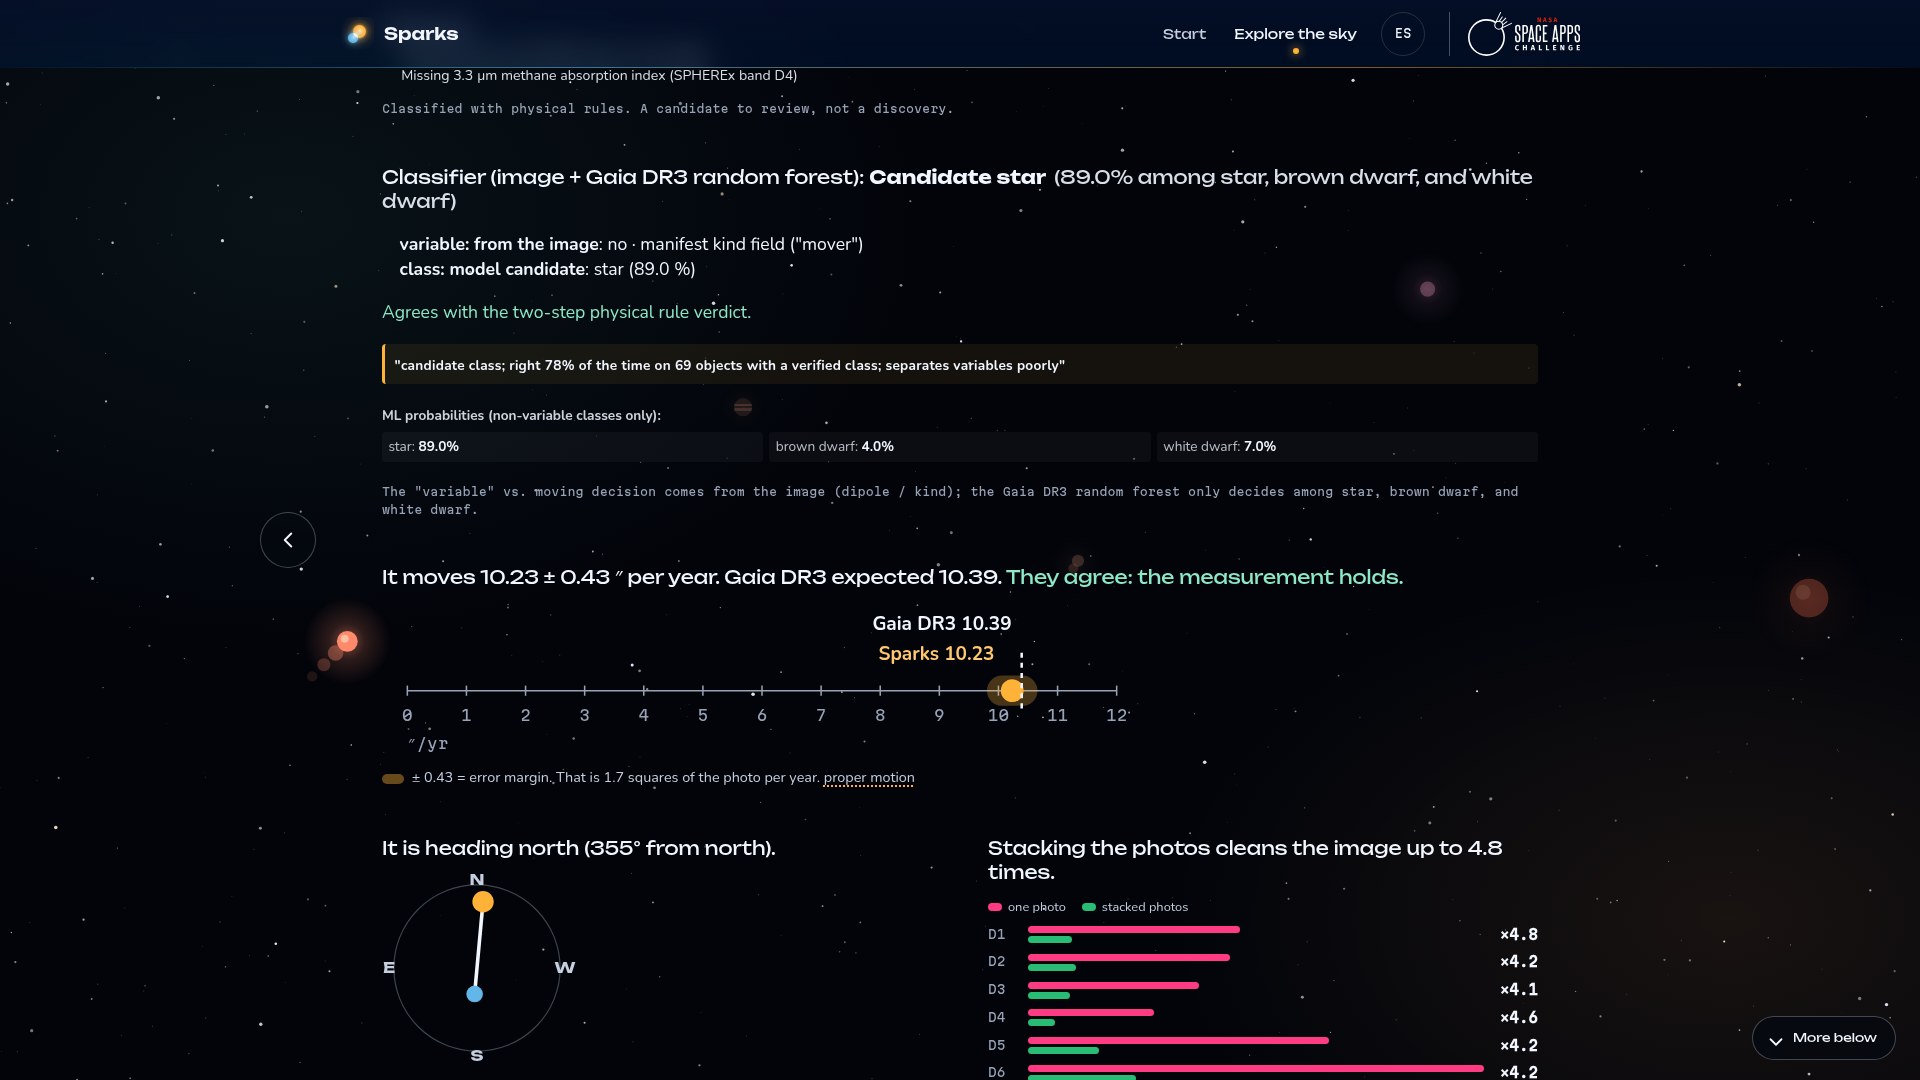 Sparks
Start
Explore the sky
ES
NASA
SPACE APPS
CHALLENGE
Missing 3.3 µm methane absorption index (SPHEREx band D4)
Classified with physical rules. A candidate to review, not a discovery.
Classifier (image + Gaia DR3 random forest): Candidate star (89.0% among star, brown dwarf, and white
dwarf)
variable: from the image: no · manifest kind field ("mover")
class: model candidate: star (89.0 %)
Agrees with the two-step physical rule verdict.
"candidate class; right 78% of the time on 69 objects with a verified class; separates variables poorly"
ML probabilities (non-variable classes only):
star: 89.0%
brown dwarf: 4.0%
white dwarf: 7.0%
The "variable" vs. moving decision comes from the image (dipole / kind); the Gaia DR3 random forest only decides among star, brown dwarf, and
white dwarf.
It moves 10.23 ± 0.43 ″ per year. Gaia DR3 expected 10.39. They agree: the measurement holds.
Gaia DR3 10.39
Sparks 10.23
0 1 2 3 4 5 6 7 8 9 10 11 12
″/yr
± 0.43 = error margin. That is 1.7 squares of the photo per year. proper motion
It is heading north (355° from north).
N
E
W
S
Stacking the photos cleans the image up to 4.8
times.
one photo
stacked photos
D1 ×4.8
D2 ×4.2
D3 ×4.1
D4 ×4.6
D5 ×4.2
D6 ×4.2
More below